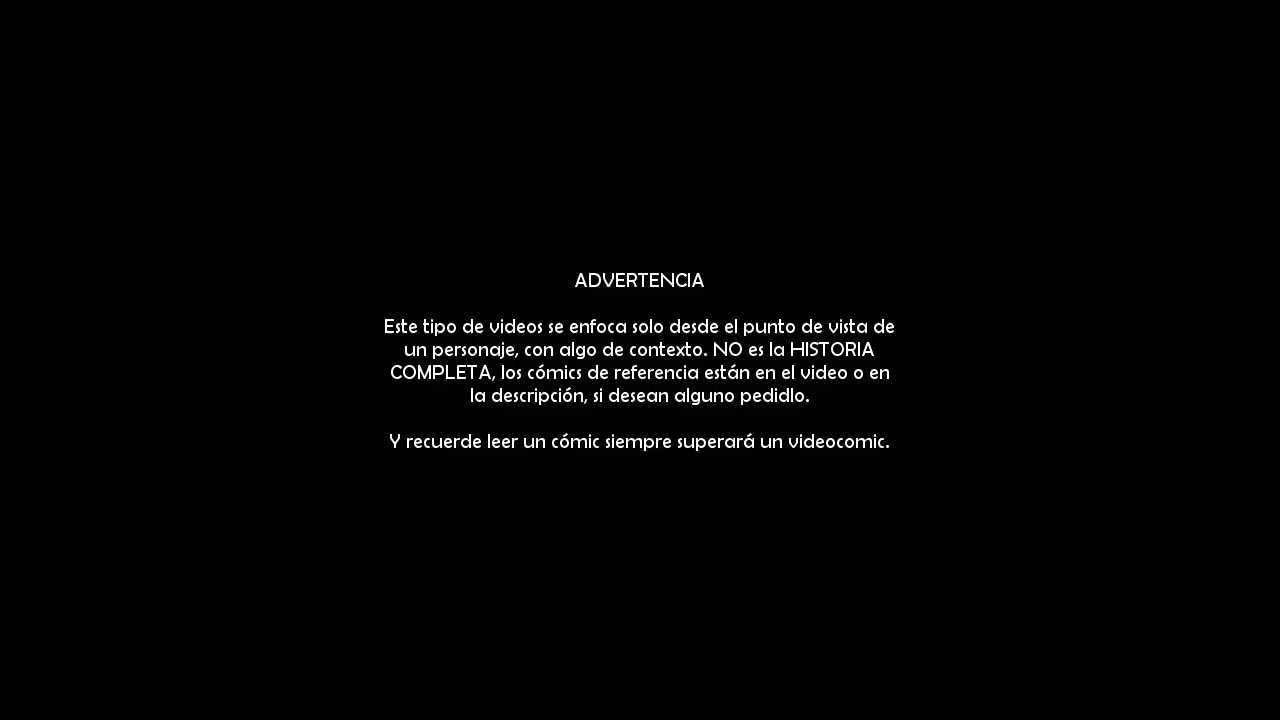 ADVERTENCIA
Este tipo de videos se enfoca solo desde el punto de vista de
un personaje, con algo de contexto. NO es la HISTORIA
COMPLETA, los cómics de referencia están en el video o en
la descripción, si desean alguno pedidlo.
Y recuerde leer un cómic siempre superará un videocomic.